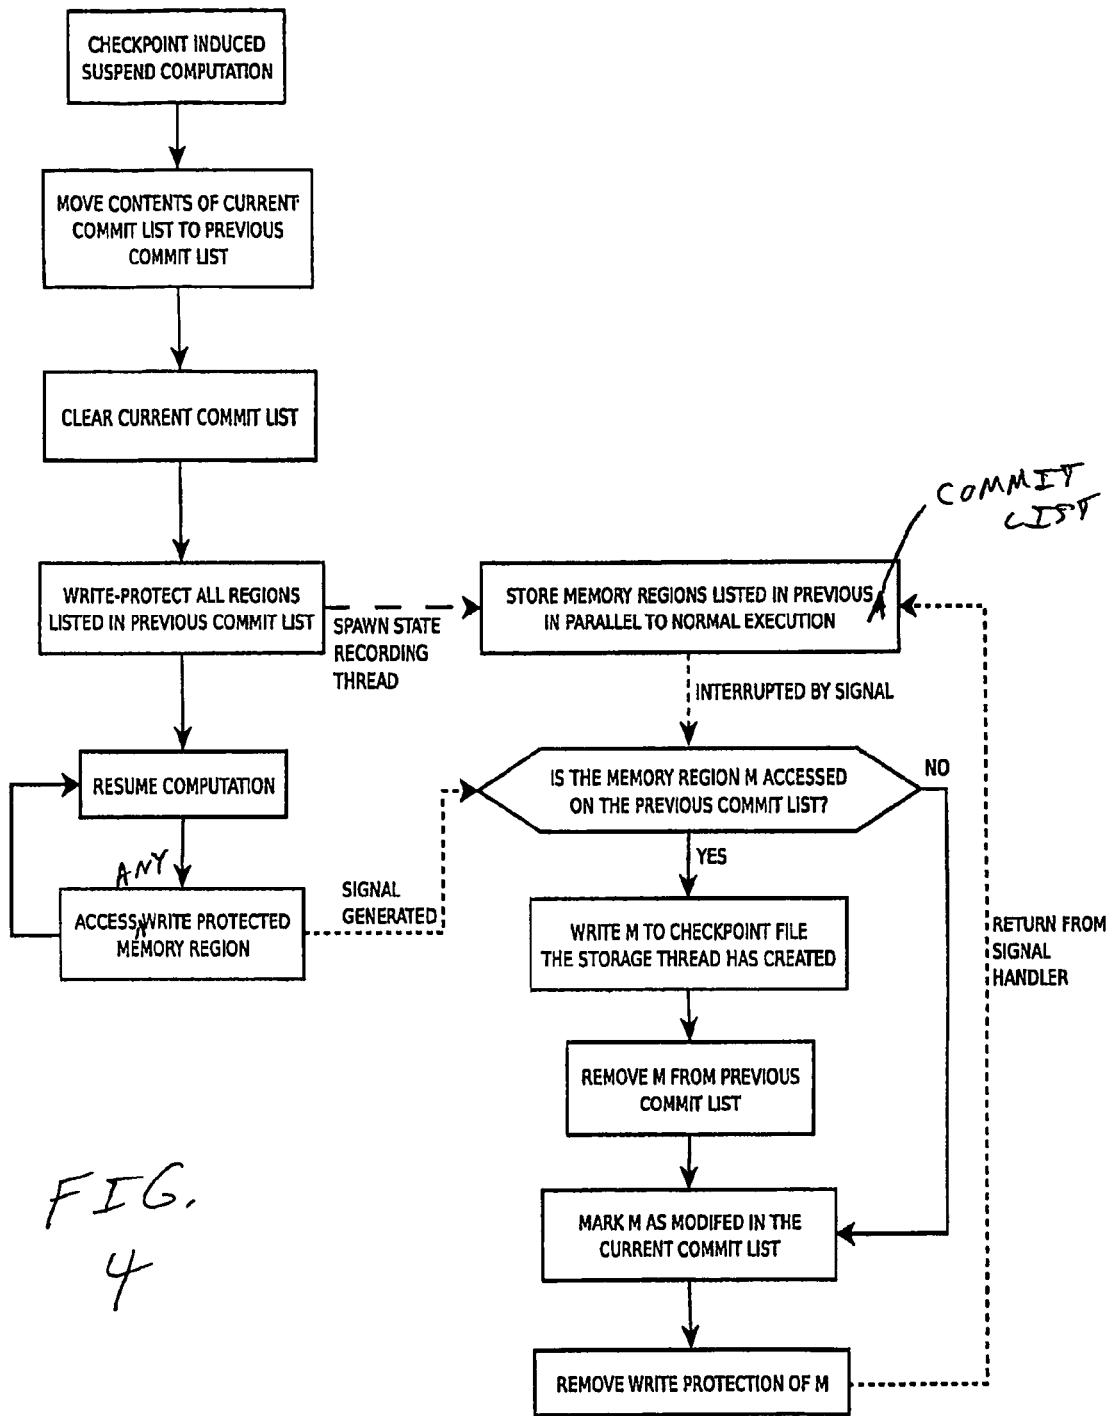 CHECKPOINT INDUCED
SUSPEND COMPUTATION
MOVE CONTENTS OF CURRENT
COMMIT LIST TO PREVIOUS
COMMIT LIST
CLEAR CURRENT COMMIT LIST
COMMIT
LIST
WRITE-PROTECT ALL REGIONS
LISTED IN PREVIOUS COMMIT LIST
SPAWN STATE
RECORDING
THREAD
STORE MEMORY REGIONS LISTED IN PREVIOUS
IN PARALLEL TO NORMAL EXECUTION
INTERRUPTED BY SIGNAL
RESUME COMPUTATION
IS THE MEMORY REGION M ACCESSED
ON THE PREVIOUS COMMIT LIST?
NO
YES
ANY
ACCESS WRITE PROTECTED
MEMORY REGION
SIGNAL
GENERATED
WRITE M TO CHECKPOINT FILE
THE STORAGE THREAD HAS CREATED
RETURN FROM
SIGNAL
HANDLER
REMOVE M FROM PREVIOUS
COMMIT LIST
MARK M AS MODIFED IN THE
CURRENT COMMIT LIST
REMOVE WRITE PROTECTION OF M
FIG.
4